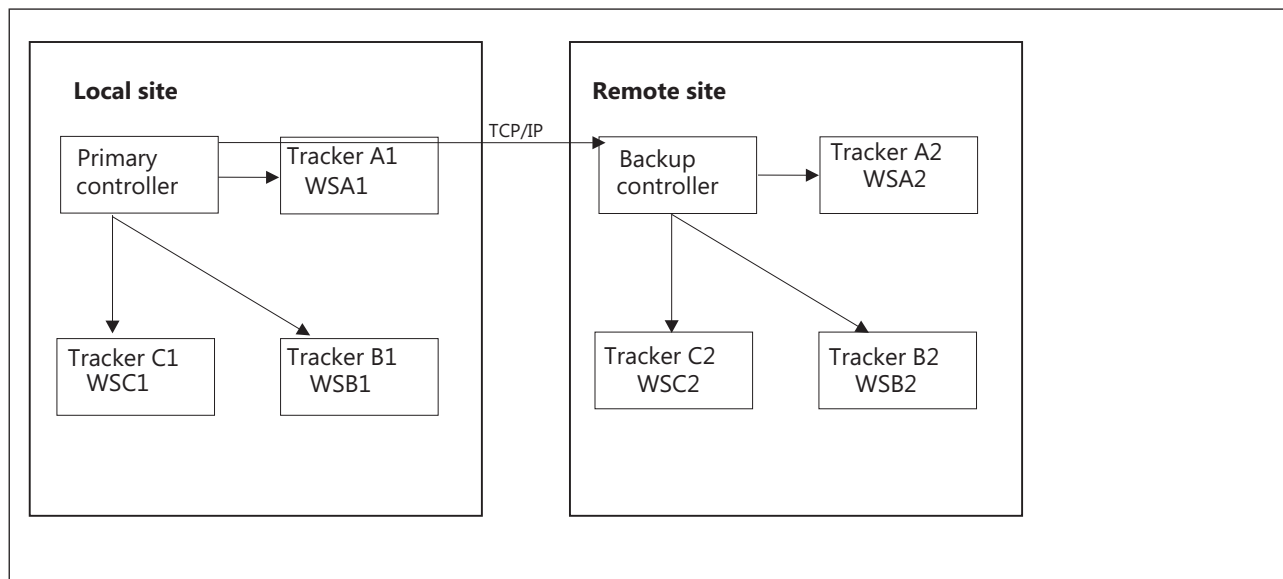 Local site
Primary
controller
Tracker A1
WSA1
Tracker C1
WSC1
Tracker B1
WSB1
TCP/IP
Remote site
Backup
controller
Tracker A2
WSA2
Tracker C2
WSC2
Tracker B2
WSB2